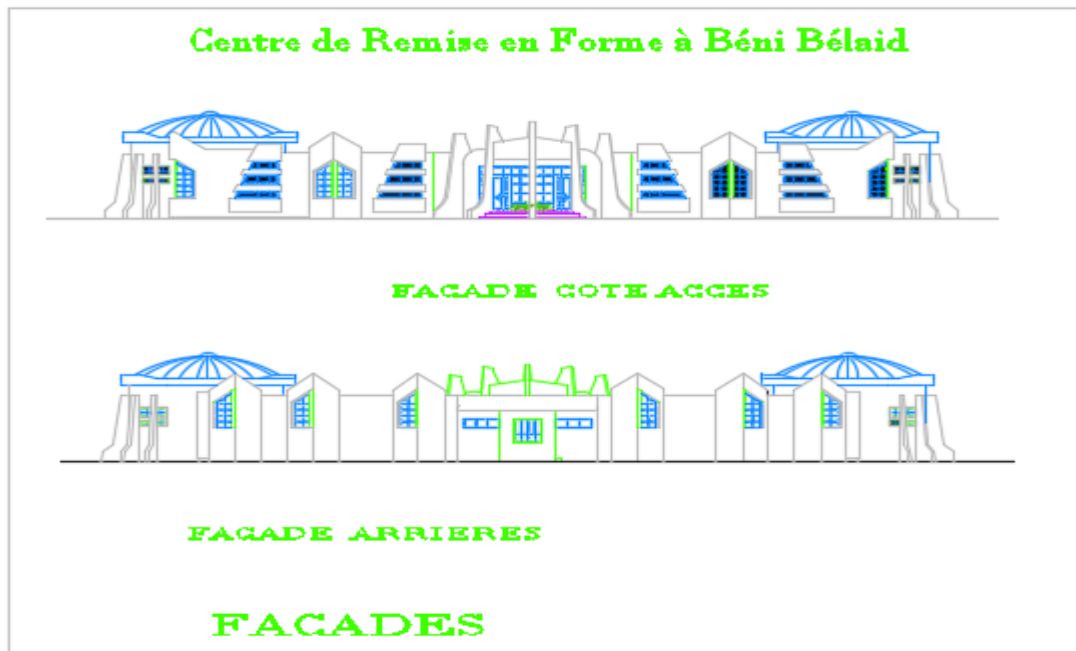 Centre de Remise en Forme à Béni Bélaid
FACADE COTE ACCES
FACADE ARRIERES
FACADES